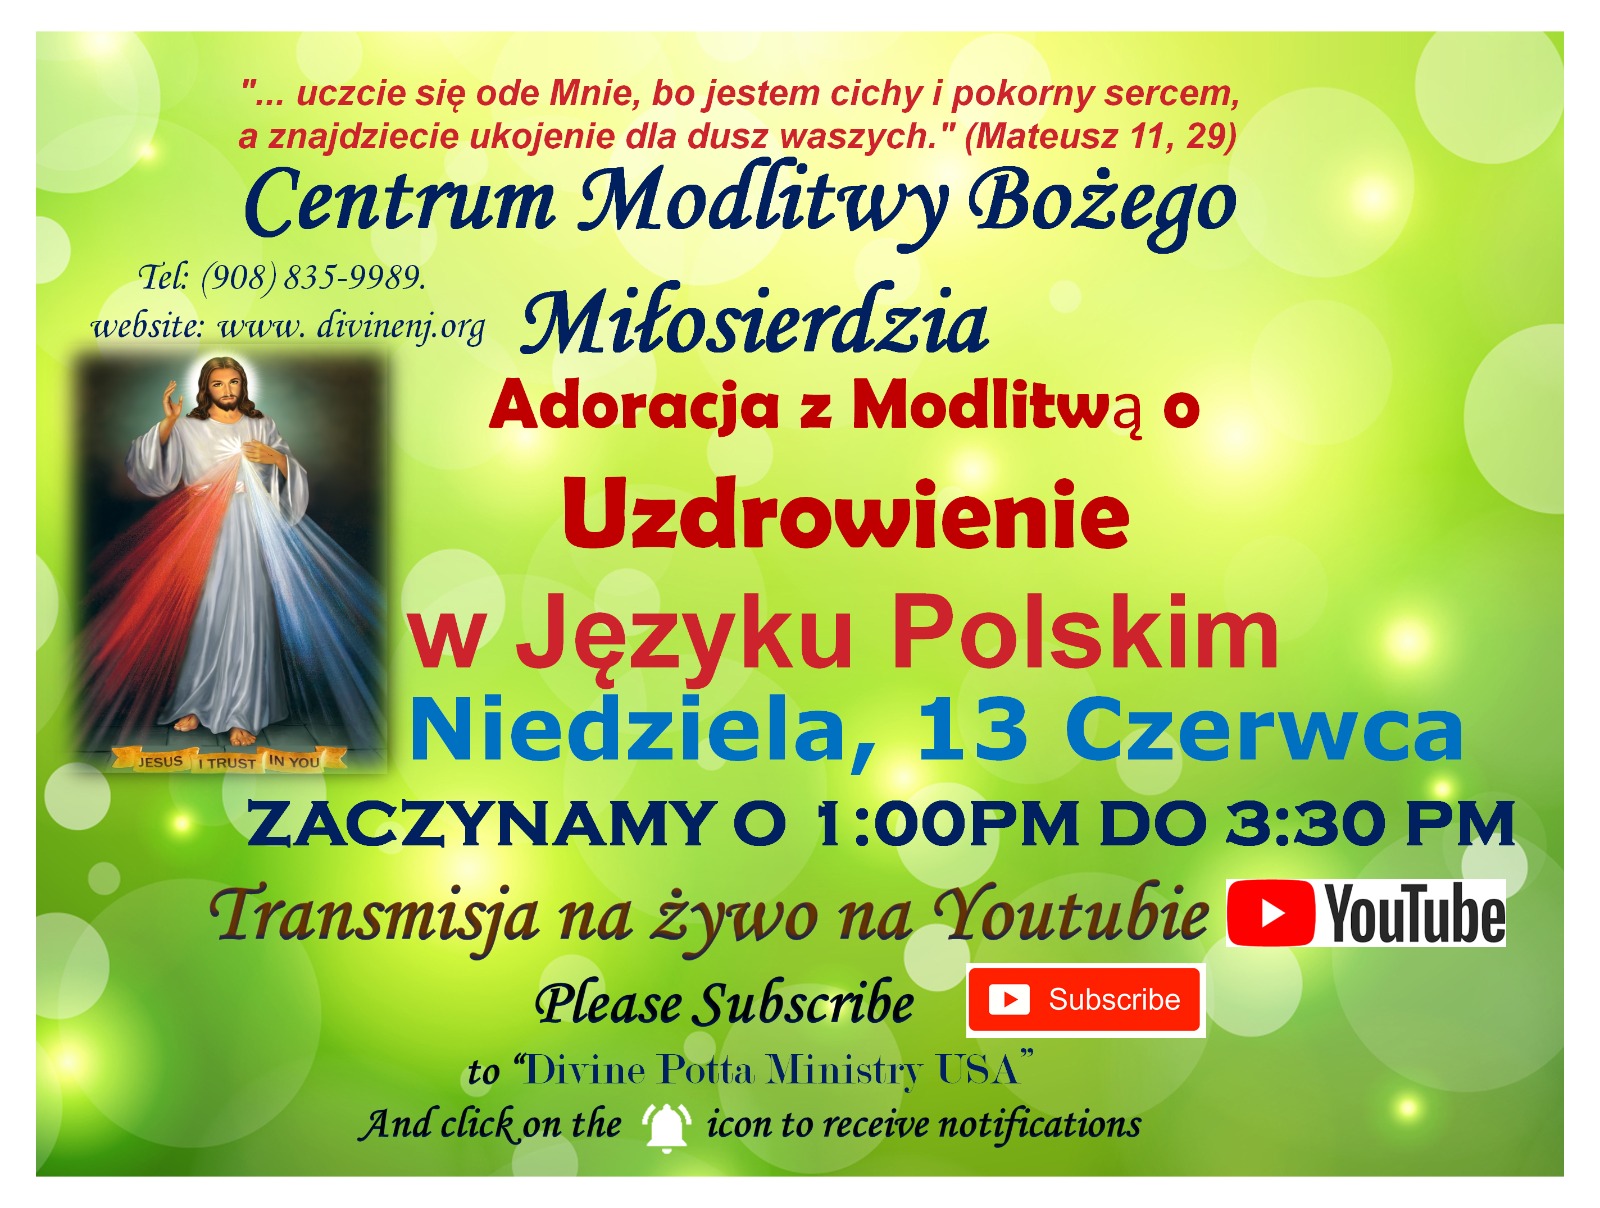 "... uczcie się ode Mnie, bo jestem cichy i pokorny sercem,
a znajdziecie ukojenie dla dusz waszych." (Mateusz 11, 29)
Centrum Modlitwy Bożego
Tel: (908) 835-9989.
website: www. divinenj.org
Miłosierdzia
Adoracja z Modlitwą o
Uzdrowienie
w Języku Polskim
Niedziela, 13 Czerwca
JESUS I TRUST IN YOU
ZACZYNAMY O 1:00PM DO 3:30 PM
Transmisja na żywo na Youtubie YouTube
Please Subscribe Subscribe
to “Divine Potta Ministry USA”
And click on the icon to receive notifications